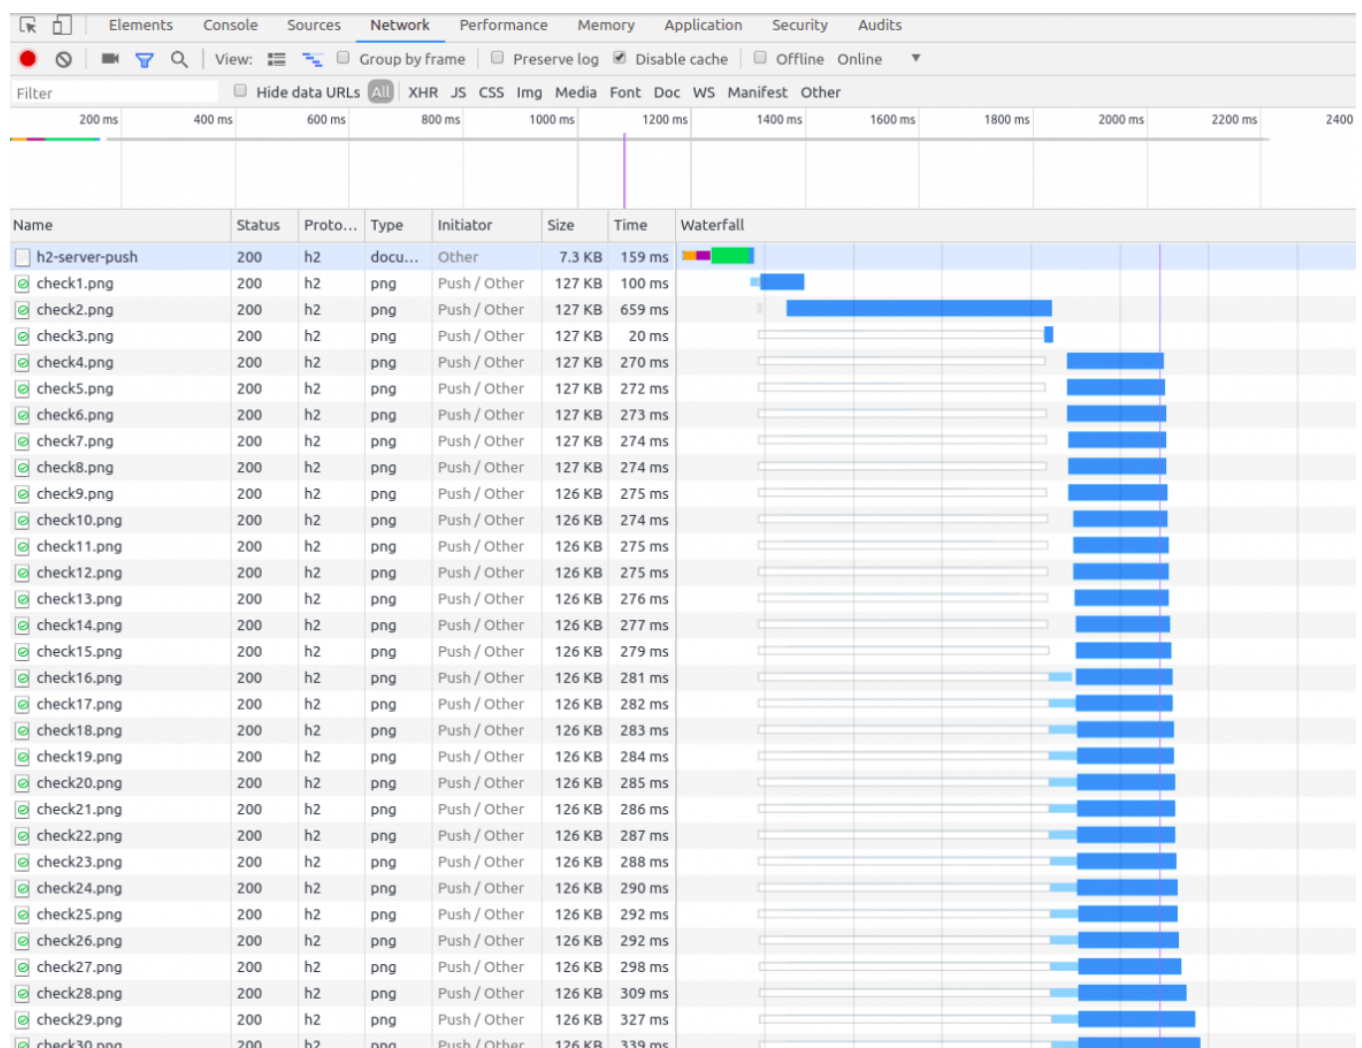 Elements Console Sources Network Performance Memory Application Security Audits
View: Group by frame Preserve log Disable cache Offline Online
Filter Hide data URLs All XHR JS CSS Img Media Font Doc WS Manifest Other
200 ms 400 ms 600 ms 800 ms 1000 ms 1200 ms 1400 ms 1600 ms 1800 ms 2000 ms 2200 ms 2400
Name Status Proto... Type Initiator Size Time Waterfall
h2-server-push 200 h2 docu... Other 7.3 KB 159 ms
check1.png 200 h2 png Push / Other 127 KB 100 ms
check2.png 200 h2 png Push / Other 127 KB 659 ms
check3.png 200 h2 png Push / Other 127 KB 20 ms
check4.png 200 h2 png Push / Other 127 KB 270 ms
check5.png 200 h2 png Push / Other 127 KB 272 ms
check6.png 200 h2 png Push / Other 127 KB 273 ms
check7.png 200 h2 png Push / Other 127 KB 274 ms
check8.png 200 h2 png Push / Other 127 KB 274 ms
check9.png 200 h2 png Push / Other 126 KB 275 ms
check10.png 200 h2 png Push / Other 126 KB 274 ms
check11.png 200 h2 png Push / Other 126 KB 275 ms
check12.png 200 h2 png Push / Other 126 KB 275 ms
check13.png 200 h2 png Push / Other 126 KB 276 ms
check14.png 200 h2 png Push / Other 126 KB 277 ms
check15.png 200 h2 png Push / Other 126 KB 279 ms
check16.png 200 h2 png Push / Other 126 KB 281 ms
check17.png 200 h2 png Push / Other 126 KB 282 ms
check18.png 200 h2 png Push / Other 126 KB 283 ms
check19.png 200 h2 png Push / Other 126 KB 284 ms
check20.png 200 h2 png Push / Other 126 KB 285 ms
check21.png 200 h2 png Push / Other 126 KB 286 ms
check22.png 200 h2 png Push / Other 126 KB 287 ms
check23.png 200 h2 png Push / Other 126 KB 288 ms
check24.png 200 h2 png Push / Other 126 KB 290 ms
check25.png 200 h2 png Push / Other 126 KB 292 ms
check26.png 200 h2 png Push / Other 126 KB 292 ms
check27.png 200 h2 png Push / Other 126 KB 298 ms
check28.png 200 h2 png Push / Other 126 KB 309 ms
check29.png 200 h2 png Push / Other 126 KB 327 ms
check30.png 200 h2 png Push / Other 126 KB 339 ms